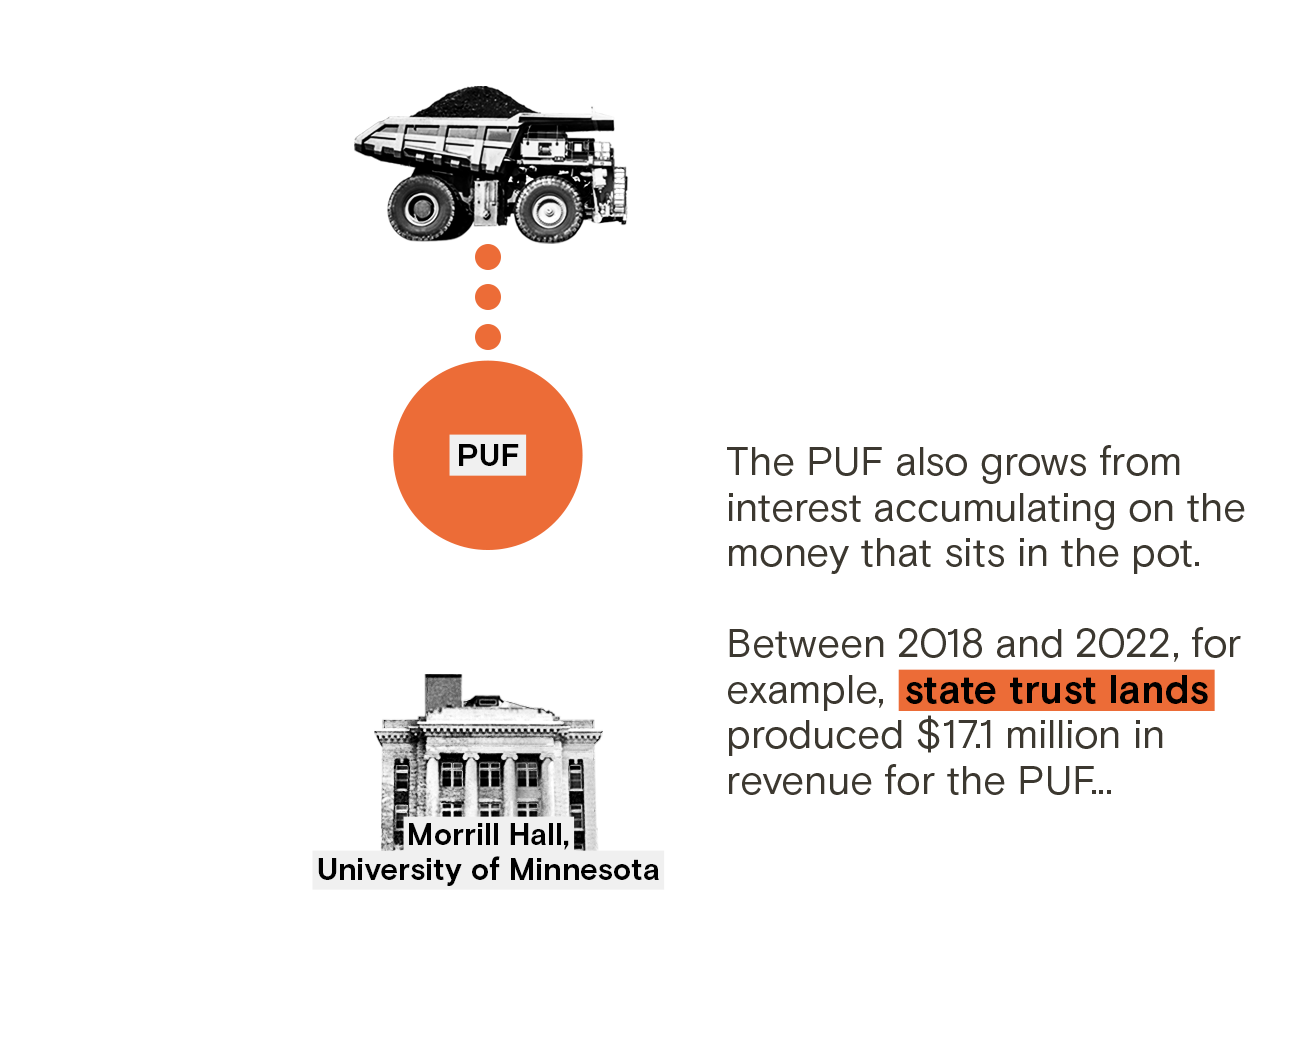 PUF
The PUF also grows from
interest accumulating on the
money that sits in the pot.
Between 2018 and 2022, for
example, state trust lands
produced $17.1 million in
revenue for the PUF...
Morrill Hall,
University of Minnesota